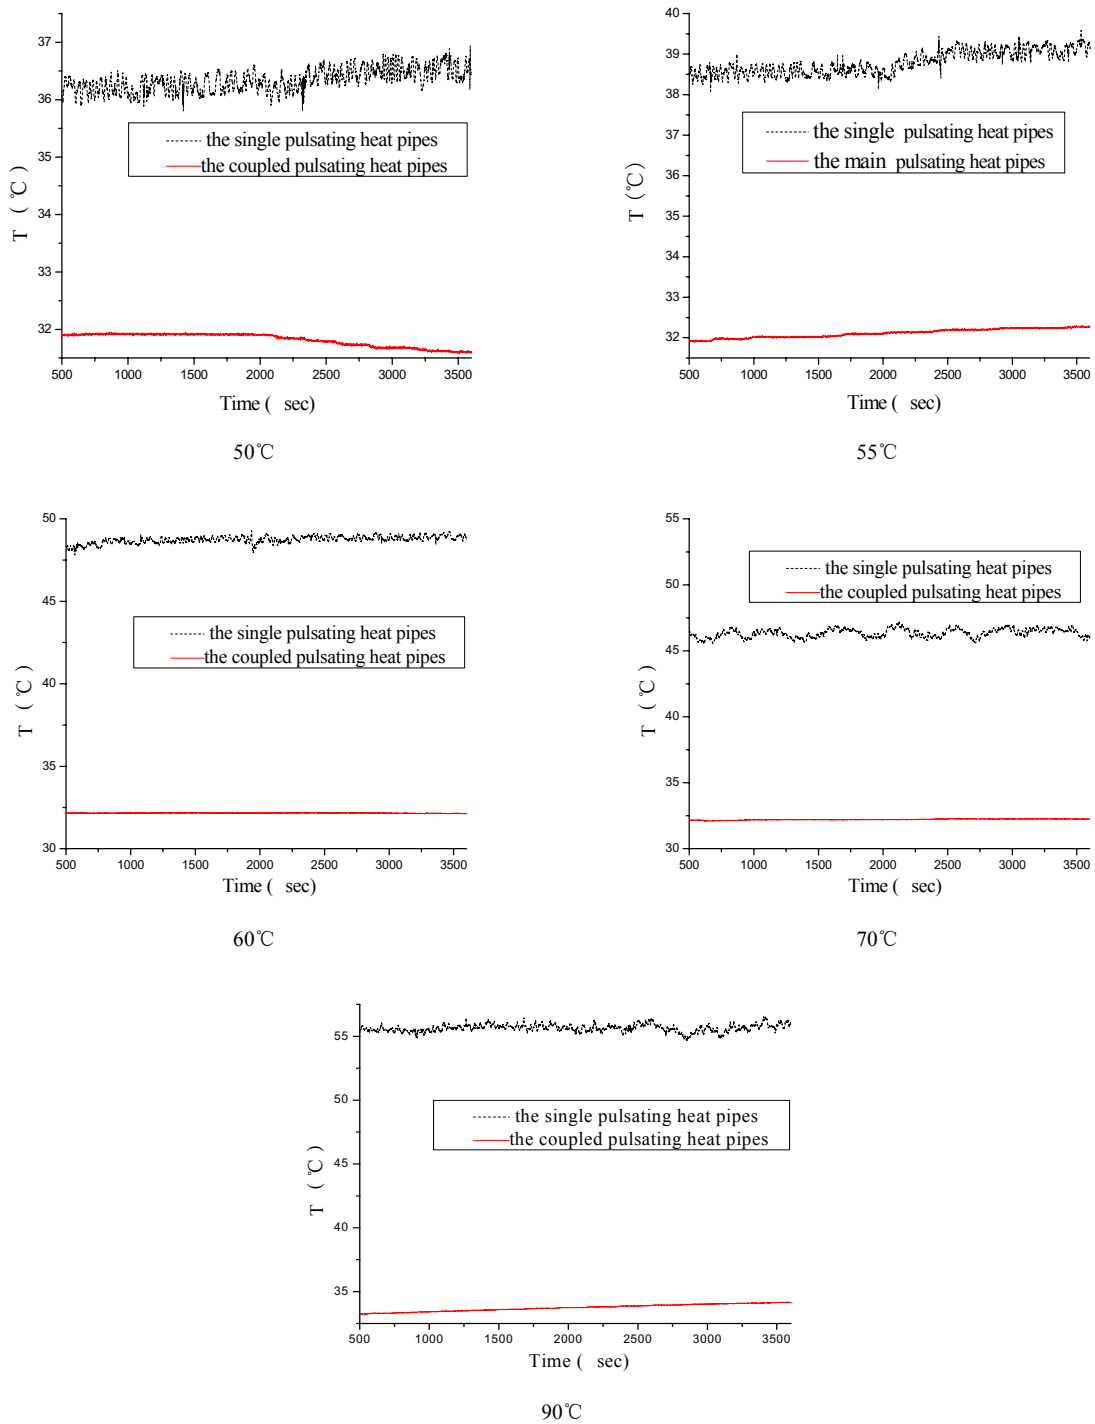 37
36
35
34
33
32
T (℃)
the single pulsating heat pipes
the coupled pulsating heat pipes
500 1000 1500 2000 2500 3000 3500
Time ( sec)
50℃
40
39
38
37
36
35
34
33
32
T (℃)
the single pulsating heat pipes
the main pulsating heat pipes
500 1000 1500 2000 2500 3000 3500
Time ( sec)
55℃
50
45
40
35
30
T (℃)
the single pulsating heat pipes
the coupled pulsating heat pipes
500 1000 1500 2000 2500 3000 3500
Time ( sec)
60℃
55
50
45
40
35
30
T (℃)
the single pulsating heat pipes
the coupled pulsating heat pipes
500 1000 1500 2000 2500 3000 3500
Time ( sec)
70℃
55
50
45
40
35
T (℃)
the single pulsating heat pipes
the coupled pulsating heat pipes
500 1000 1500 2000 2500 3000 3500
Time ( sec)
90℃